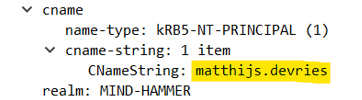 cname
name-type: kRB5-NT-PRINCIPAL (1)
cname-string: 1 item
CNameString: matthijs.devries
realm: MIND-HAMMER